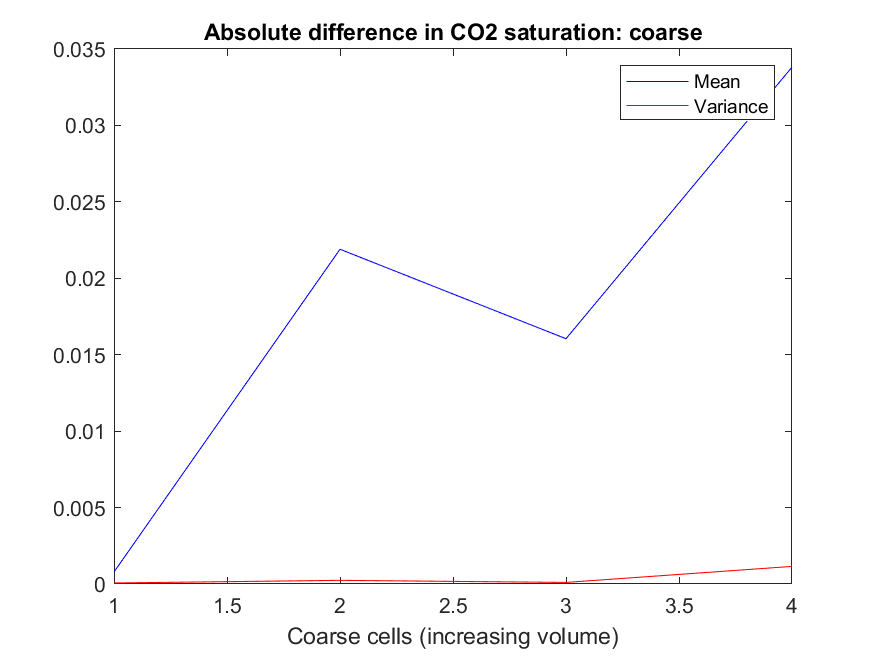 Absolute difference in CO2 saturation: coarse
0.035
0.03
0.025
0.02
0.015
0.01
0.005
0
Mean
Variance
1 1.5 2 2.5 3 3.5 4
Coarse cells (increasing volume)